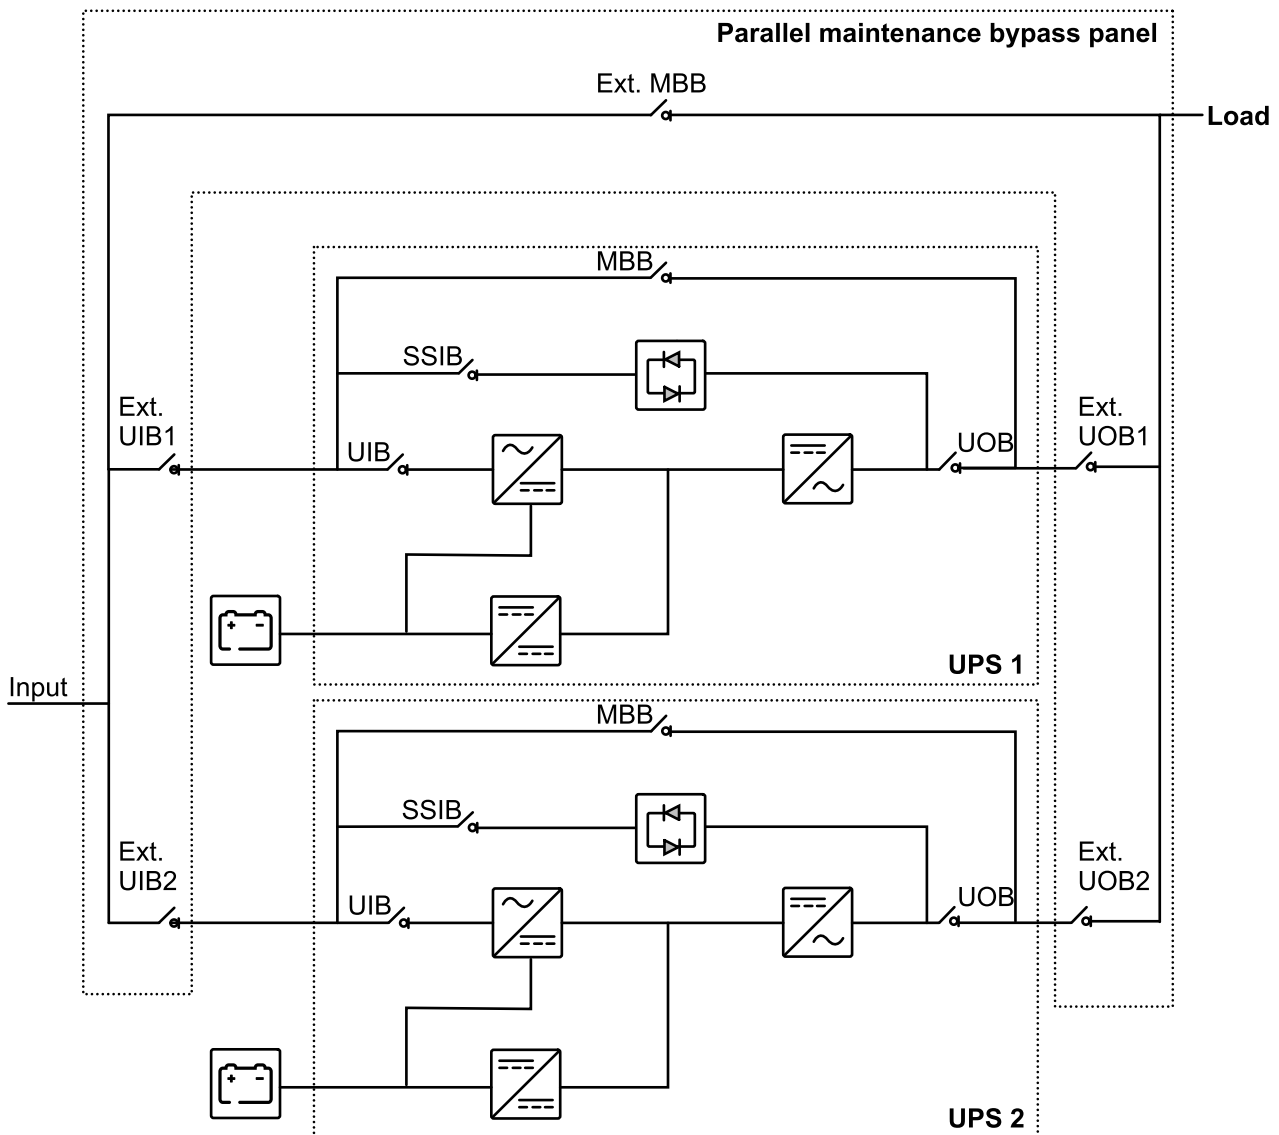 Parallel maintenance bypass panel
Ext. MBB
Load
MBB
SSIB
Ext.
UIB1
UIB
UOB
Ext.
UOB1
UPS 1
Input
MBB
SSIB
Ext.
UIB2
UIB
UOB
Ext.
UOB2
UPS 2